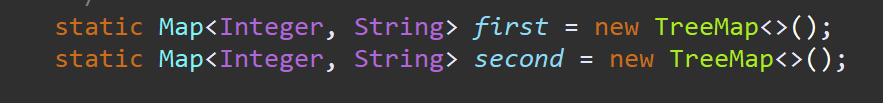 static Map<Integer, String> first = new TreeMap<>();
static Map<Integer, String> second = new TreeMap<>();